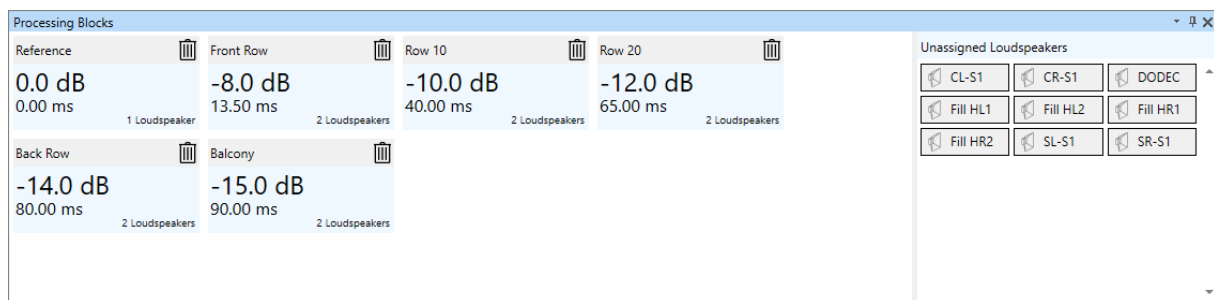 Processing Blocks
Reference
0.0 dB
0.00 ms
1 Loudspeaker
Front Row
-8.0 dB
13.50 ms
2 Loudspeakers
Row 10
-10.0 dB
40.00 ms
2 Loudspeakers
Row 20
-12.0 dB
65.00 ms
2 Loudspeakers
Back Row
-14.0 dB
80.00 ms
2 Loudspeakers
Balcony
-15.0 dB
90.00 ms
2 Loudspeakers
Unassigned Loudspeakers
CL-S1
CR-S1
DODEC
Fill HL1
Fill HL2
Fill HR1
Fill HR2
SL-S1
SR-S1